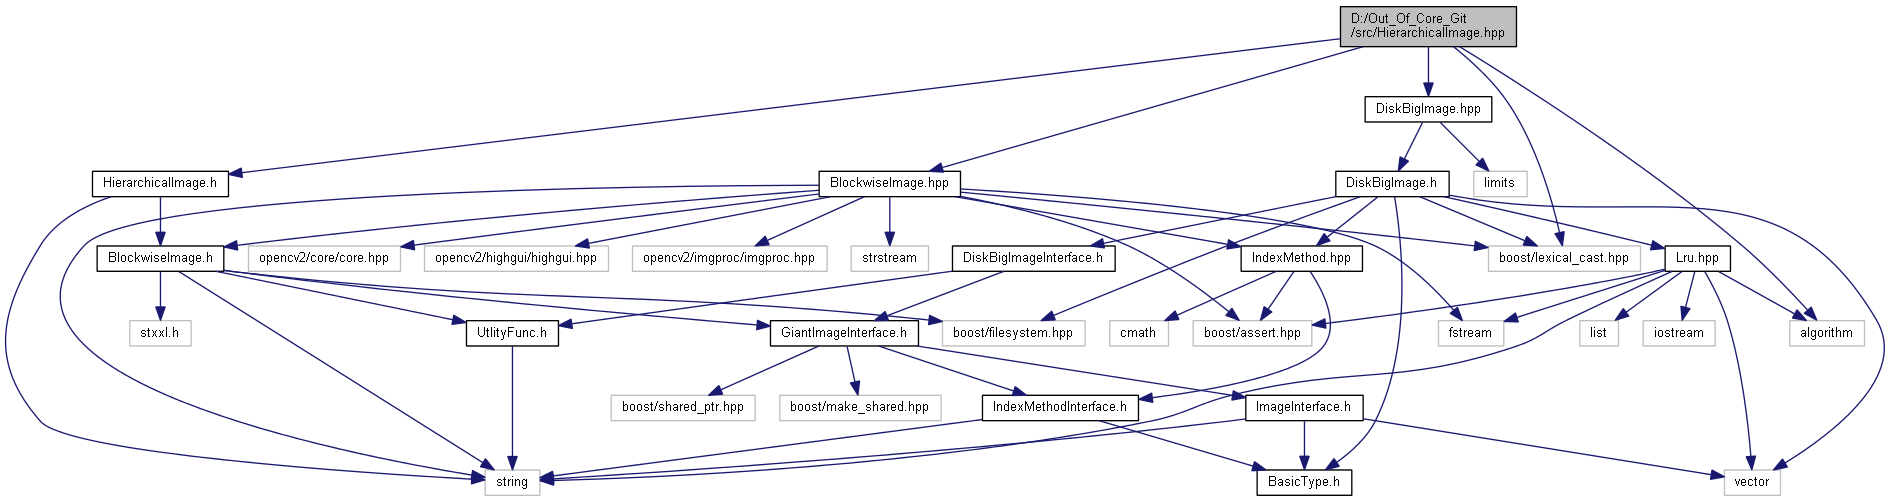 D:/Out_Of_Core_Git
/src/HierarchicalImage.hpp
DiskBigImage.hpp
HierarchicalImage.h
BlockwiseImage.hpp
DiskBigImage.h
limits
BlockwiseImage.h
opencv2/core/core.hpp
opencv2/highgui/highgui.hpp
opencv2/imgproc/imgproc.hpp
strstream
DiskBigImageInterface.h
IndexMethod.hpp
boost/lexical_cast.hpp
Lru.hpp
stxxl.h
UtlityFunc.h
GiantImageInterface.h
boost/filesystem.hpp
cmath
boost/assert.hpp
fstream
list
iostream
algorithm
boost/shared_ptr.hpp
boost/make_shared.hpp
IndexMethodInterface.h
ImageInterface.h
string
BasicType.h
vector